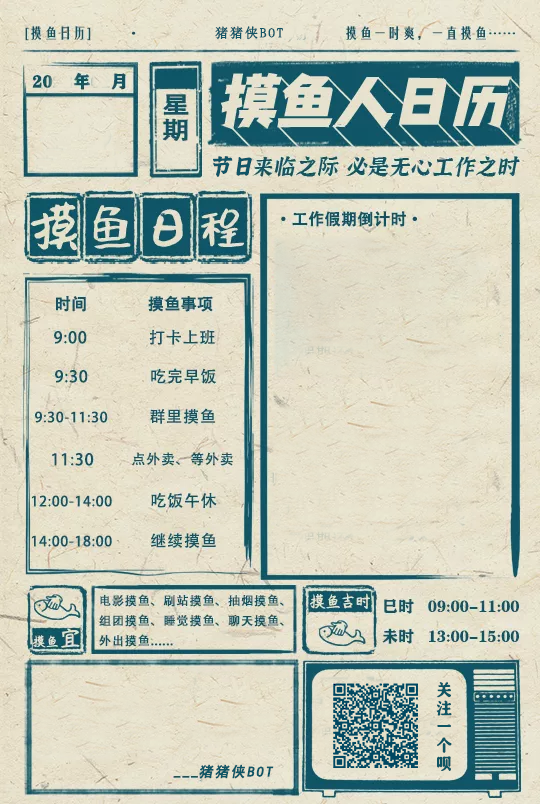 [摸鱼日历] • 猪猪侠BOT 摸鱼一时爽，一直摸鱼……
20 年 月
星期
摸鱼人日历
节日来临之际 必是无心工作之时
摸鱼日程
时间 摸鱼事项
9:00 打卡上班
9:30 吃完早饭
9:30-11:30 群里摸鱼
11:30 点外卖、等外卖
12:00-14:00 吃饭午休
14:00-18:00 继续摸鱼
• 工作假期倒计时 •
摸鱼宜
电影摸鱼、刷站摸鱼、抽烟摸鱼、
组团摸鱼、睡觉摸鱼、聊天摸鱼、
外出摸鱼……
摸鱼吉时
巳时 09:00-11:00
未时 13:00-15:00
___猪猪侠BOT
关注一个呗